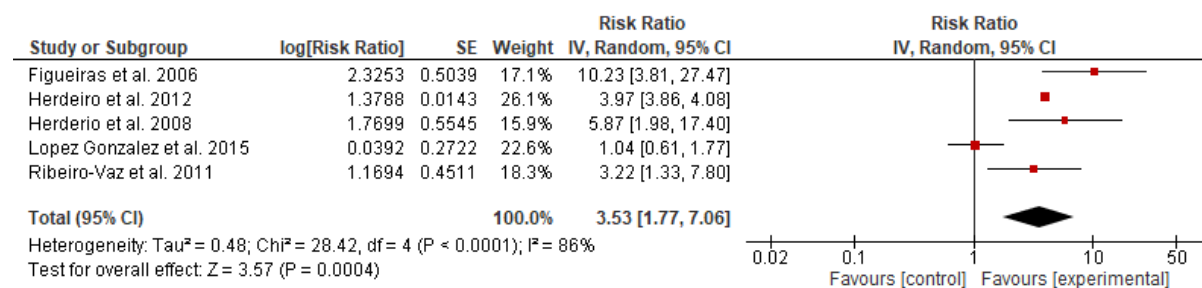 Risk Ratio Risk Ratio
Study or Subgroup log[Risk Ratio] SE Weight IV, Random, 95% CI IV, Random, 95% CI
Figueiras et al. 2006 2.3253 0.5039 17.1% 10.23 [3.81, 27.47]
Herdeiro et al. 2012 1.3788 0.0143 26.1% 3.97 [3.86, 4.08]
Herderio et al. 2008 1.7699 0.5545 15.9% 5.87 [1.98, 17.40]
Lopez Gonzalez et al. 2015 0.0392 0.2722 22.6% 1.04 [0.61, 1.77]
Ribeiro-Vaz et al. 2011 1.1694 0.4511 18.3% 3.22 [1.33, 7.80]
Total (95% CI) 100.0% 3.53 [1.77, 7.06]
Heterogeneity: Tau² = 0.48; Chi² = 28.42, df = 4 (P < 0.0001); I² = 86%
Test for overall effect: Z = 3.57 (P = 0.0004)
0.02 0.1 1 10 50
Favours [control] Favours [experimental]